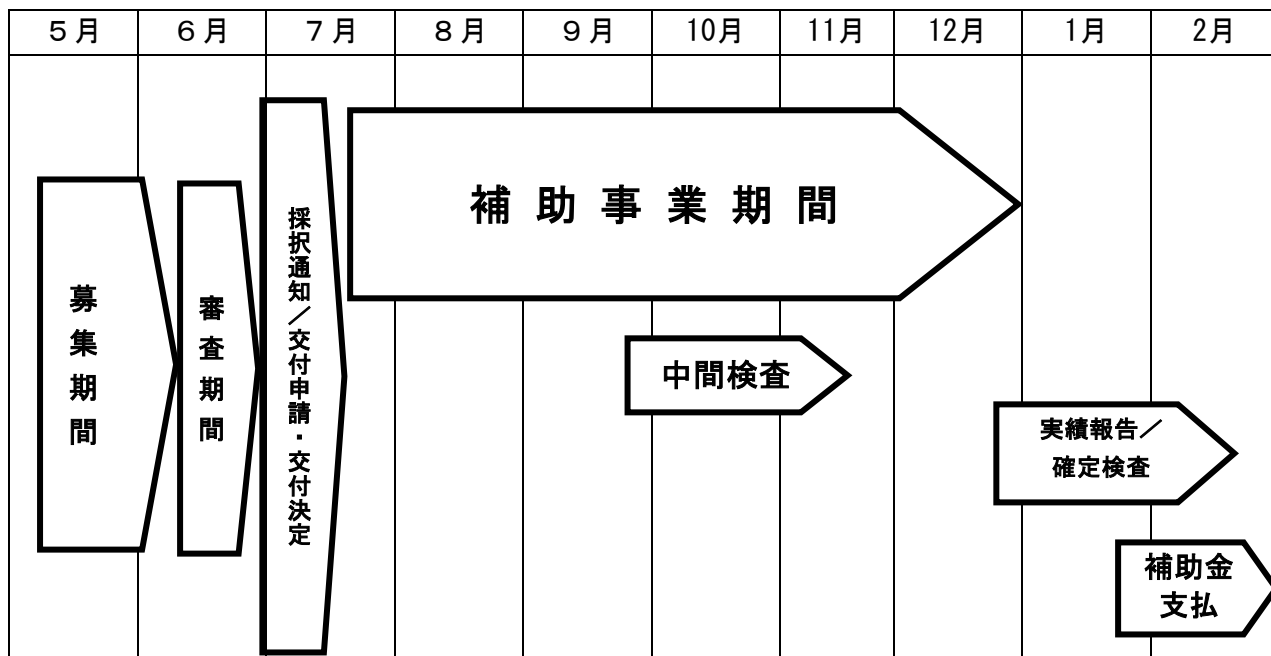 ５月 ６月 ７月 ８月 ９月 10月 11月 12月 1月 2月
募集期間
審査期間
採択通知／交付申請・交付決定
補助事業期間
中間検査
実績報告／
確定検査
補助金
支払